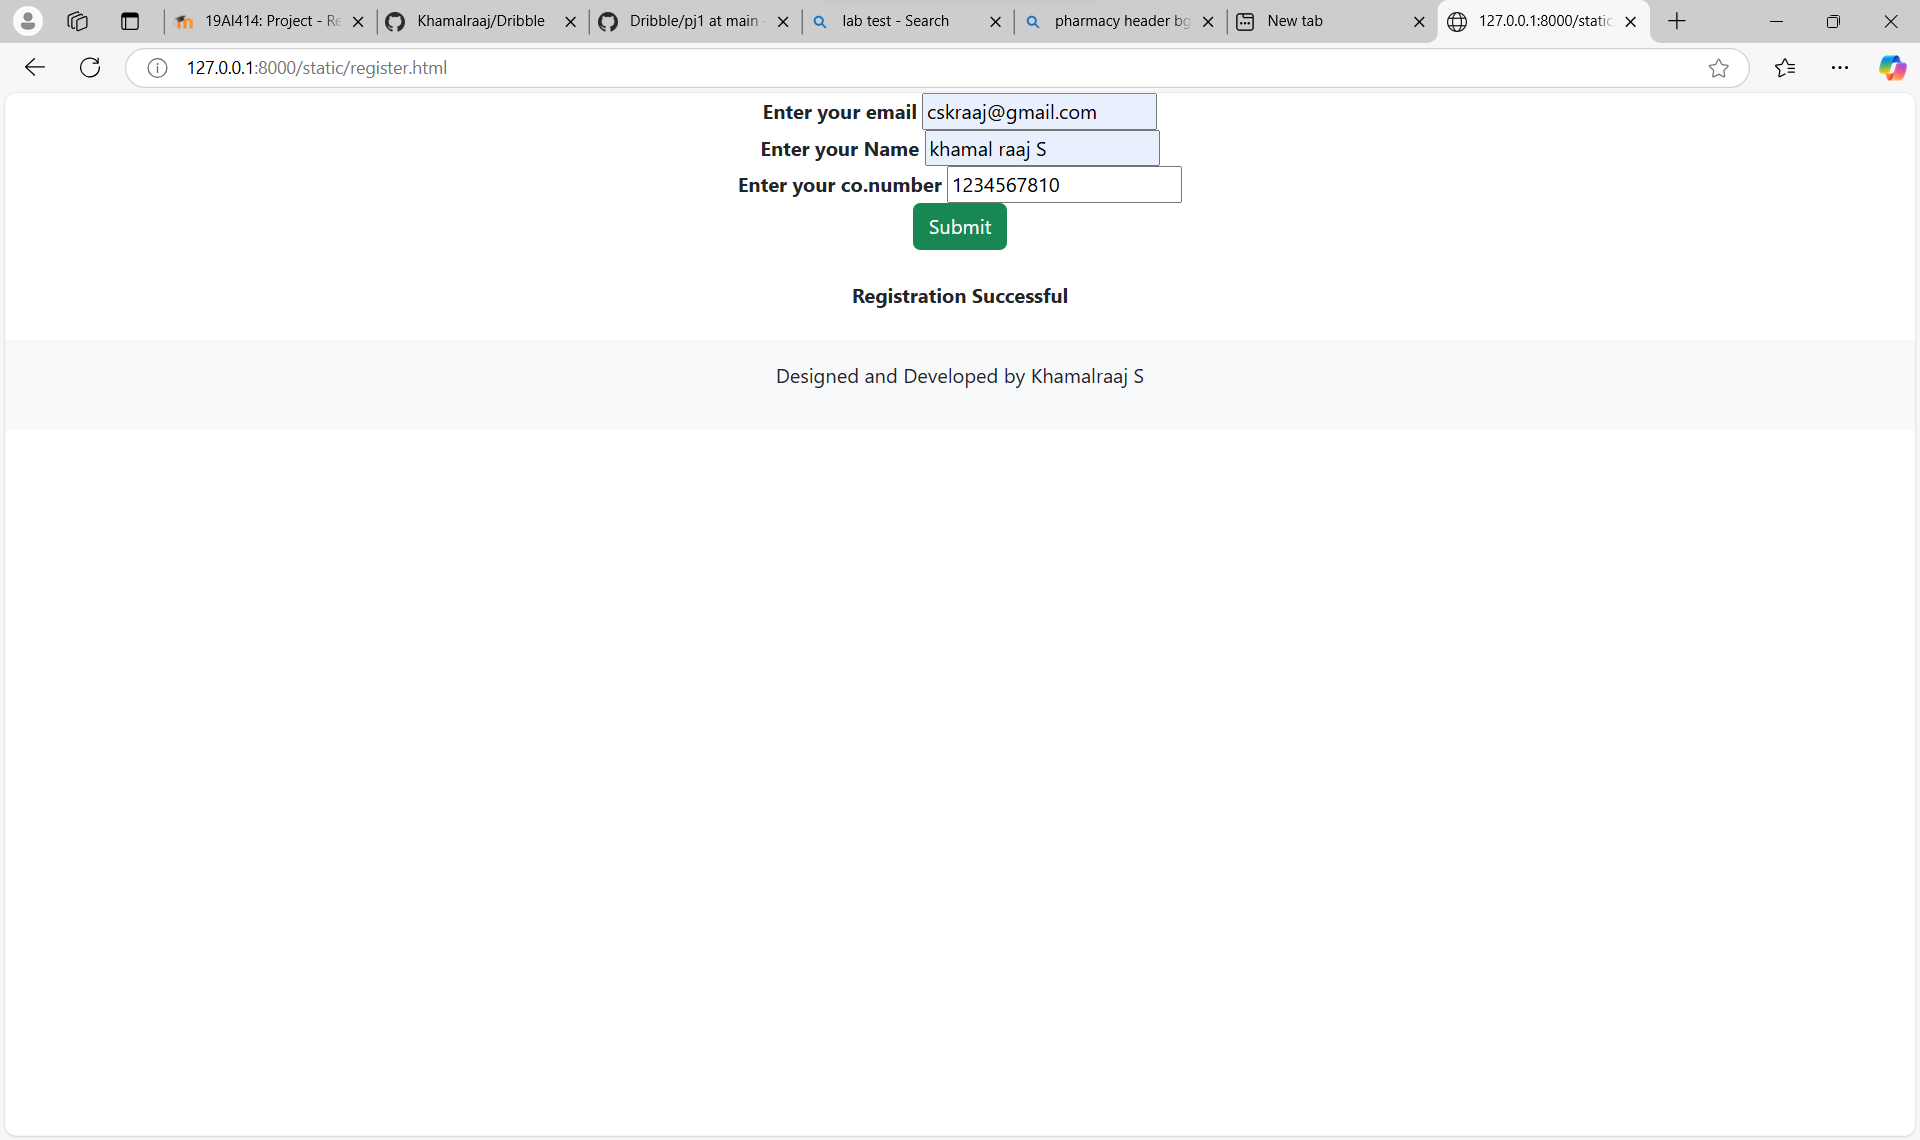 19AI414: Project - Re
Khamalraaj/Dribble
Dribble/pj1 at main
lab test - Search
pharmacy header bg
New tab
127.0.0.1:8000/static
127.0.0.1:8000/static/register.html
Enter your email cskraaj@gmail.com
Enter your Name khamal raaj S
Enter your co.number 1234567810
Submit
Registration Successful
Designed and Developed by Khamalraaj S